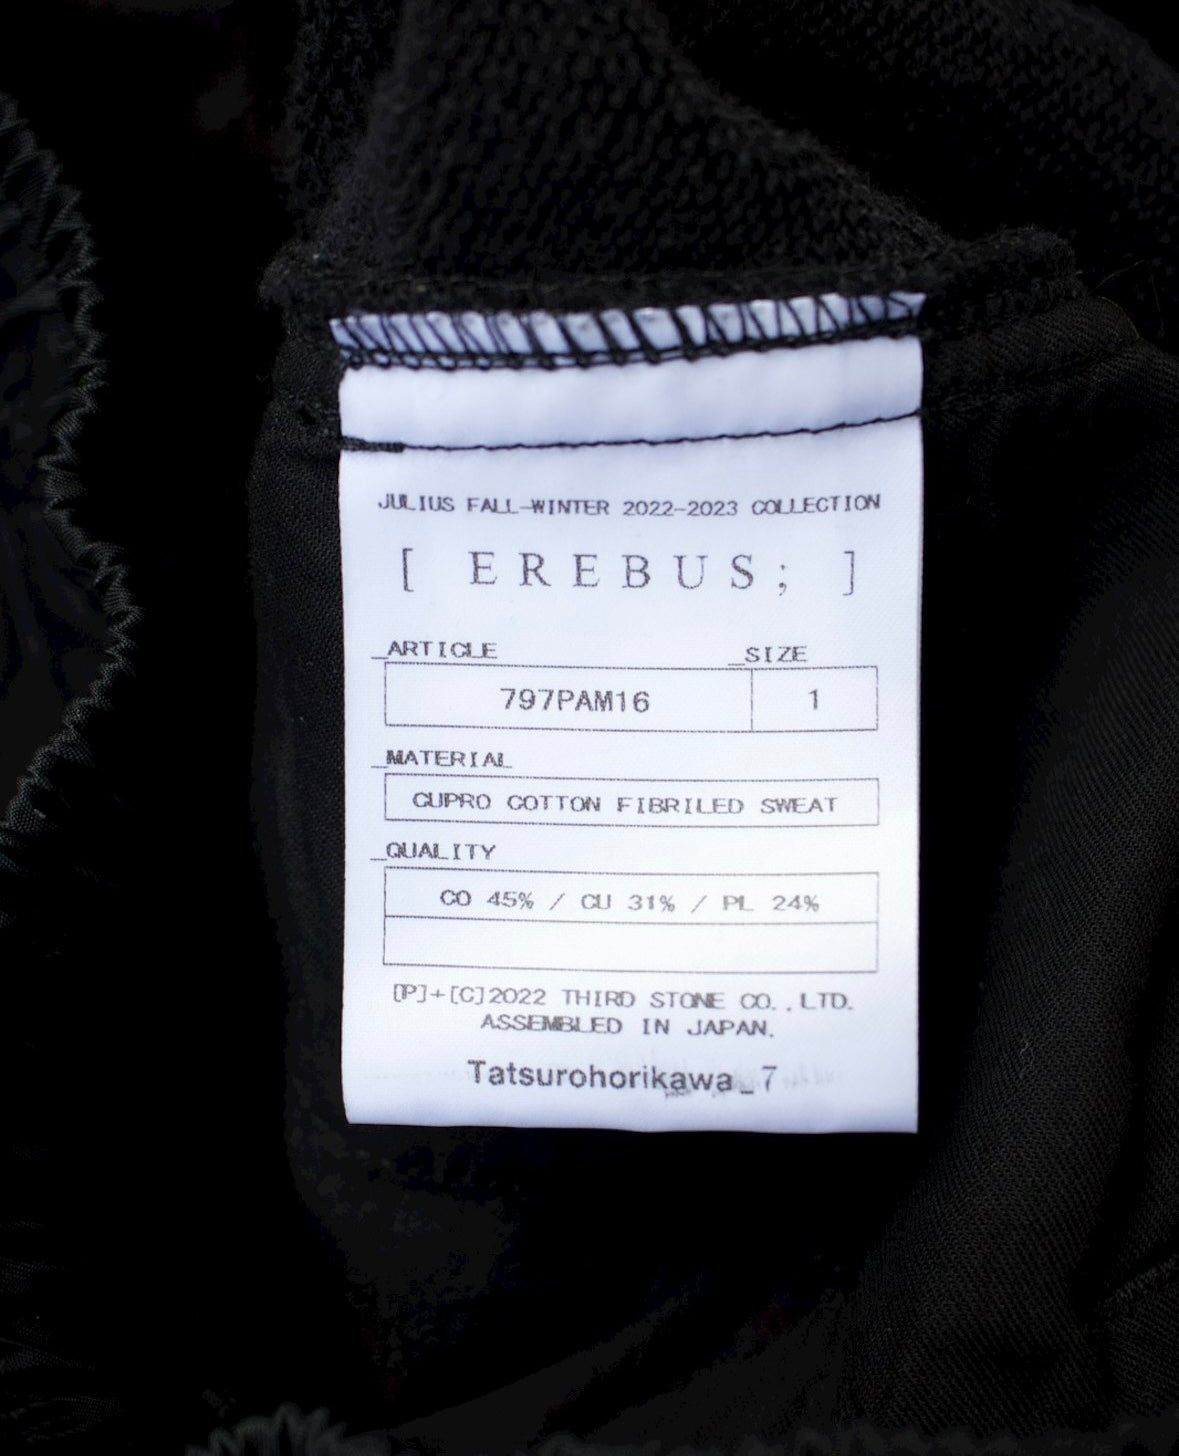 JULIUS FALL-WINTER 2022-2023 COLLECTION
[ EREBUS; ]
_ARTICLE _SIZE
797PAM16 1
_MATERIAL
CUPRO COTTON FIBRILED SWEAT
_QUALITY
CO 45% / CU 31% / PL 24%
[P]+[C]2022 THIRD STONE CO.,LTD.
ASSEMBLED IN JAPAN.
Tatsurohorikawa_7